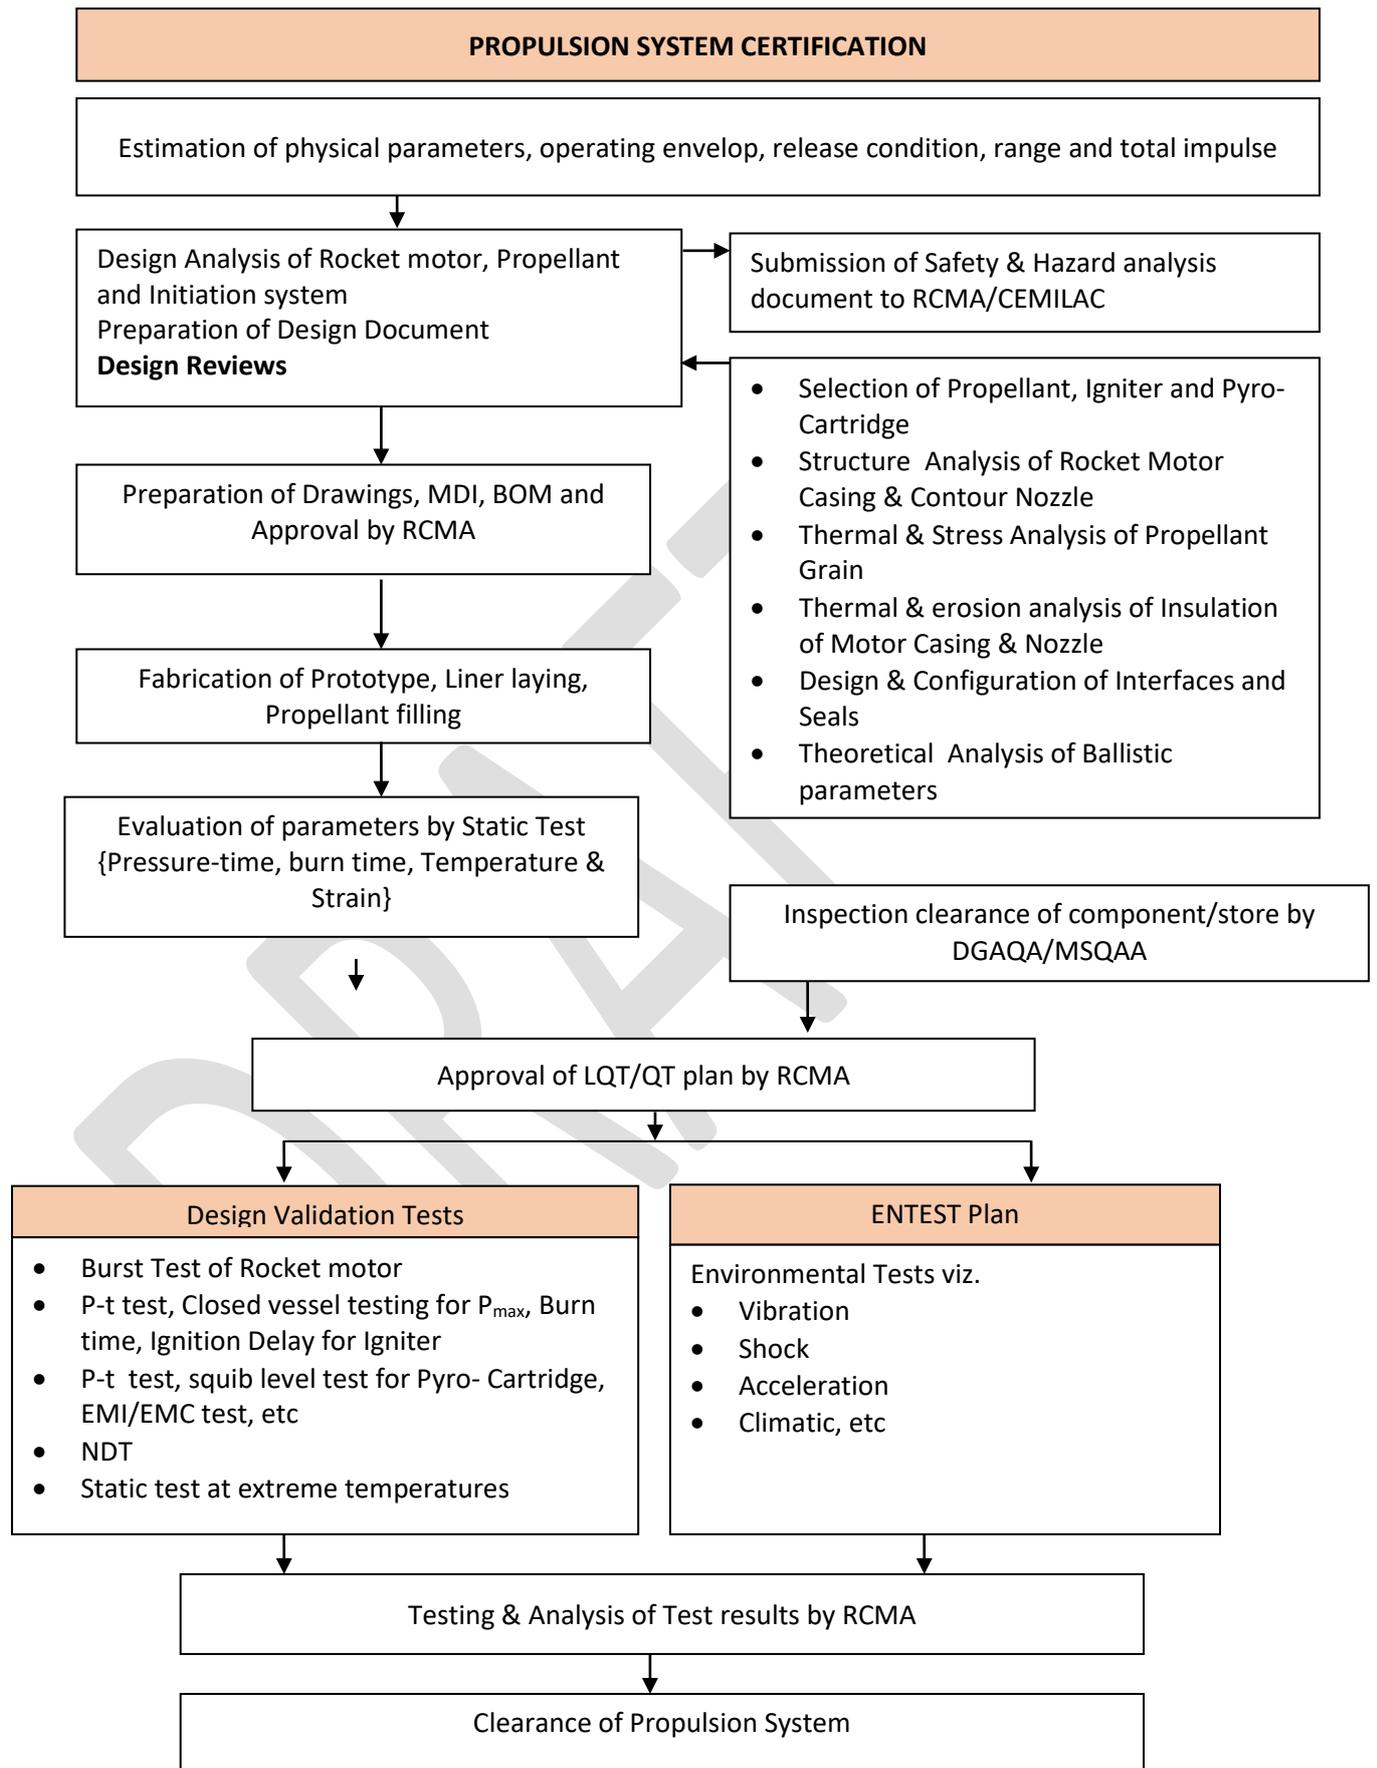 PROPULSION SYSTEM CERTIFICATION
Estimation of physical parameters, operating envelop, release condition, range and total impulse
Design Analysis of Rocket motor, Propellant
and Initiation system
Preparation of Design Document
Design Reviews
Submission of Safety & Hazard analysis
document to RCMA/CEMILAC
• Selection of Propellant, Igniter and Pyro-
Cartridge
• Structure Analysis of Rocket Motor
Casing & Contour Nozzle
• Thermal & Stress Analysis of Propellant
Grain
• Thermal & erosion analysis of Insulation
of Motor Casing & Nozzle
• Design & Configuration of Interfaces and
Seals
• Theoretical Analysis of Ballistic
parameters
Preparation of Drawings, MDI, BOM and
Approval by RCMA
Fabrication of Prototype, Liner laying,
Propellant filling
Evaluation of parameters by Static Test
{Pressure-time, burn time, Temperature &
Strain}
Inspection clearance of component/store by
DGAQA/MSQAA
Approval of LQT/QT plan by RCMA
Design Validation Tests
• Burst Test of Rocket motor
• P-t test, Closed vessel testing for Pmax, Burn
time, Ignition Delay for Igniter
• P-t test, squib level test for Pyro- Cartridge,
EMI/EMC test, etc
• NDT
• Static test at extreme temperatures
ENTEST Plan
Environmental Tests viz.
• Vibration
• Shock
• Acceleration
• Climatic, etc
Testing & Analysis of Test results by RCMA
Clearance of Propulsion System
DRAFT